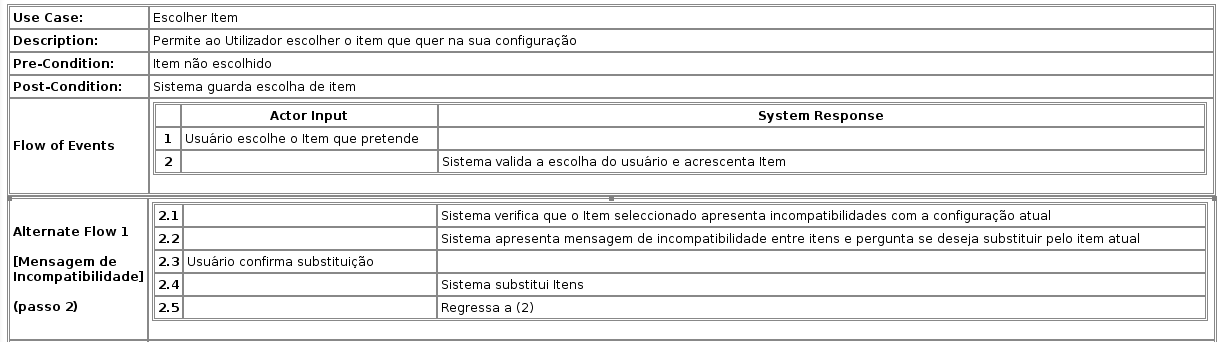 Use Case: Escolher Item
Description: Permite ao Utilizador escolher o item que quer na sua configuração
Pre-Condition: Item não escolhido
Post-Condition: Sistema guarda escolha de item
Flow of Events
Actor Input System Response
1 Usuário escolhe o Item que pretende
2 Sistema valida a escolha do usuário e acrescenta Item
Alternate Flow 1
[Mensagem de
Incompatibilidade]
(passo 2)
2.1 Sistema verifica que o Item seleccionado apresenta incompatibilidades com a configuração atual
2.2 Sistema apresenta mensagem de incompatibilidade entre itens e pergunta se deseja substituir pelo item atual
2.3 Usuário confirma substituição
2.4 Sistema substitui Itens
2.5 Regressa a (2)